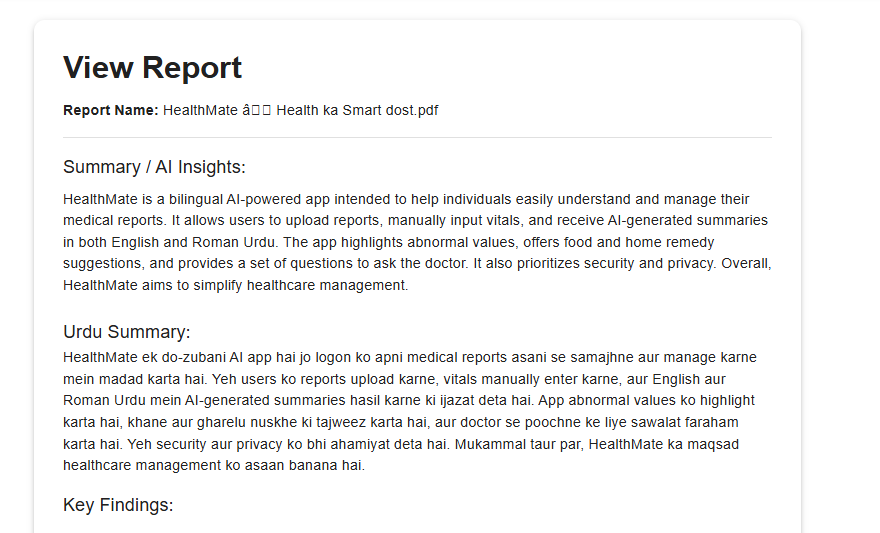 View Report
Report Name: HealthMate â□□ Health ka Smart dost.pdf
Summary / AI Insights:
HealthMate is a bilingual AI-powered app intended to help individuals easily understand and manage their
medical reports. It allows users to upload reports, manually input vitals, and receive AI-generated summaries
in both English and Roman Urdu. The app highlights abnormal values, offers food and home remedy
suggestions, and provides a set of questions to ask the doctor. It also prioritizes security and privacy. Overall,
HealthMate aims to simplify healthcare management.
Urdu Summary:
HealthMate ek do-zubani AI app hai jo logon ko apni medical reports asani se samajhne aur manage karne
mein madad karta hai. Yeh users ko reports upload karne, vitals manually enter karne, aur English aur
Roman Urdu mein AI-generated summaries hasil karne ki ijazat deta hai. App abnormal values ko highlight
karta hai, khane aur gharelu nuskhe ki tajweez karta hai, aur doctor se poochne ke liye sawalat faraham
karta hai. Yeh security aur privacy ko bhi ahamiyat deta hai. Mukammal taur par, HealthMate ka maqsad
healthcare management ko asaan banana hai.
Key Findings: